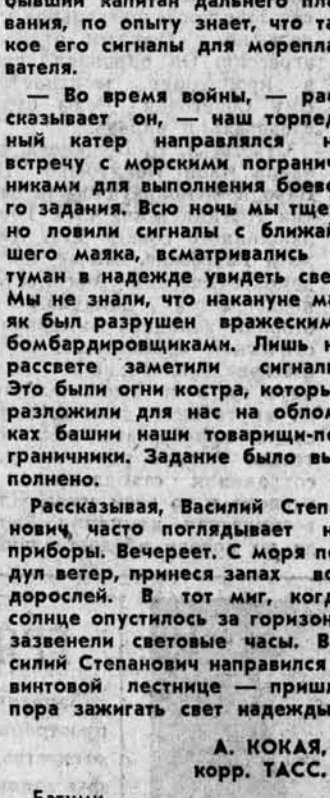 бывший капитан дальнего пла
вания, по опыту знает, что та
кое его сигналы для морепла
вателя.
— Во время войны, — рас
сказывает он, — наш торпед
ный катер направлялся н
встречу с морскими погранич
никами для выполнения боево
го задания. Всю ночь мы тщет
но ловили сигналы с ближай
шего маяка, всматривались
туман в надежде увидеть све
Мы не знали, что накануне ма
як был разрушен вражеским
бомбардировщиками. Лишь н
рассвете заметили сигналы
Это были огни костра, которы
разложили для нас на облом
ках башни наши товарищи-по
граничники. Задание было вы
полнено.
Рассказывая, Василий Степ
нович часто поглядывает н
приборы. Вечереет. С моря по
дул ветер, принеся запах во
дорослей. В тот миг, когд
солнце опустилось за горизон
зазвенели световые часы. В
силий Степанович направился
винтовой лестнице — пришл
пора зажигать свет надежды
А. КОКАЯ,
корр. ТАСС.